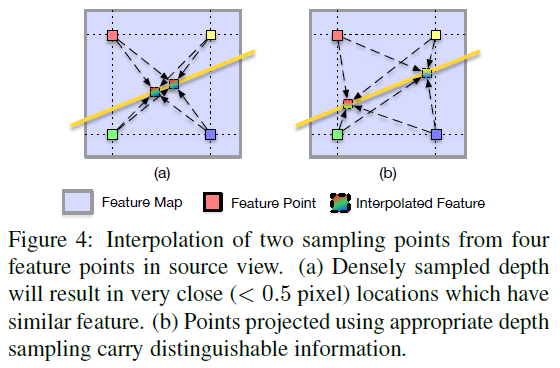 (a) (b)
Feature Map Feature Point Interpolated Feature
Figure 4: Interpolation of two sampling points from four
feature points in source view. (a) Densely sampled depth
will result in very close (< 0.5 pixel) locations which have
similar feature. (b) Points projected using appropriate depth
sampling carry distinguishable information.